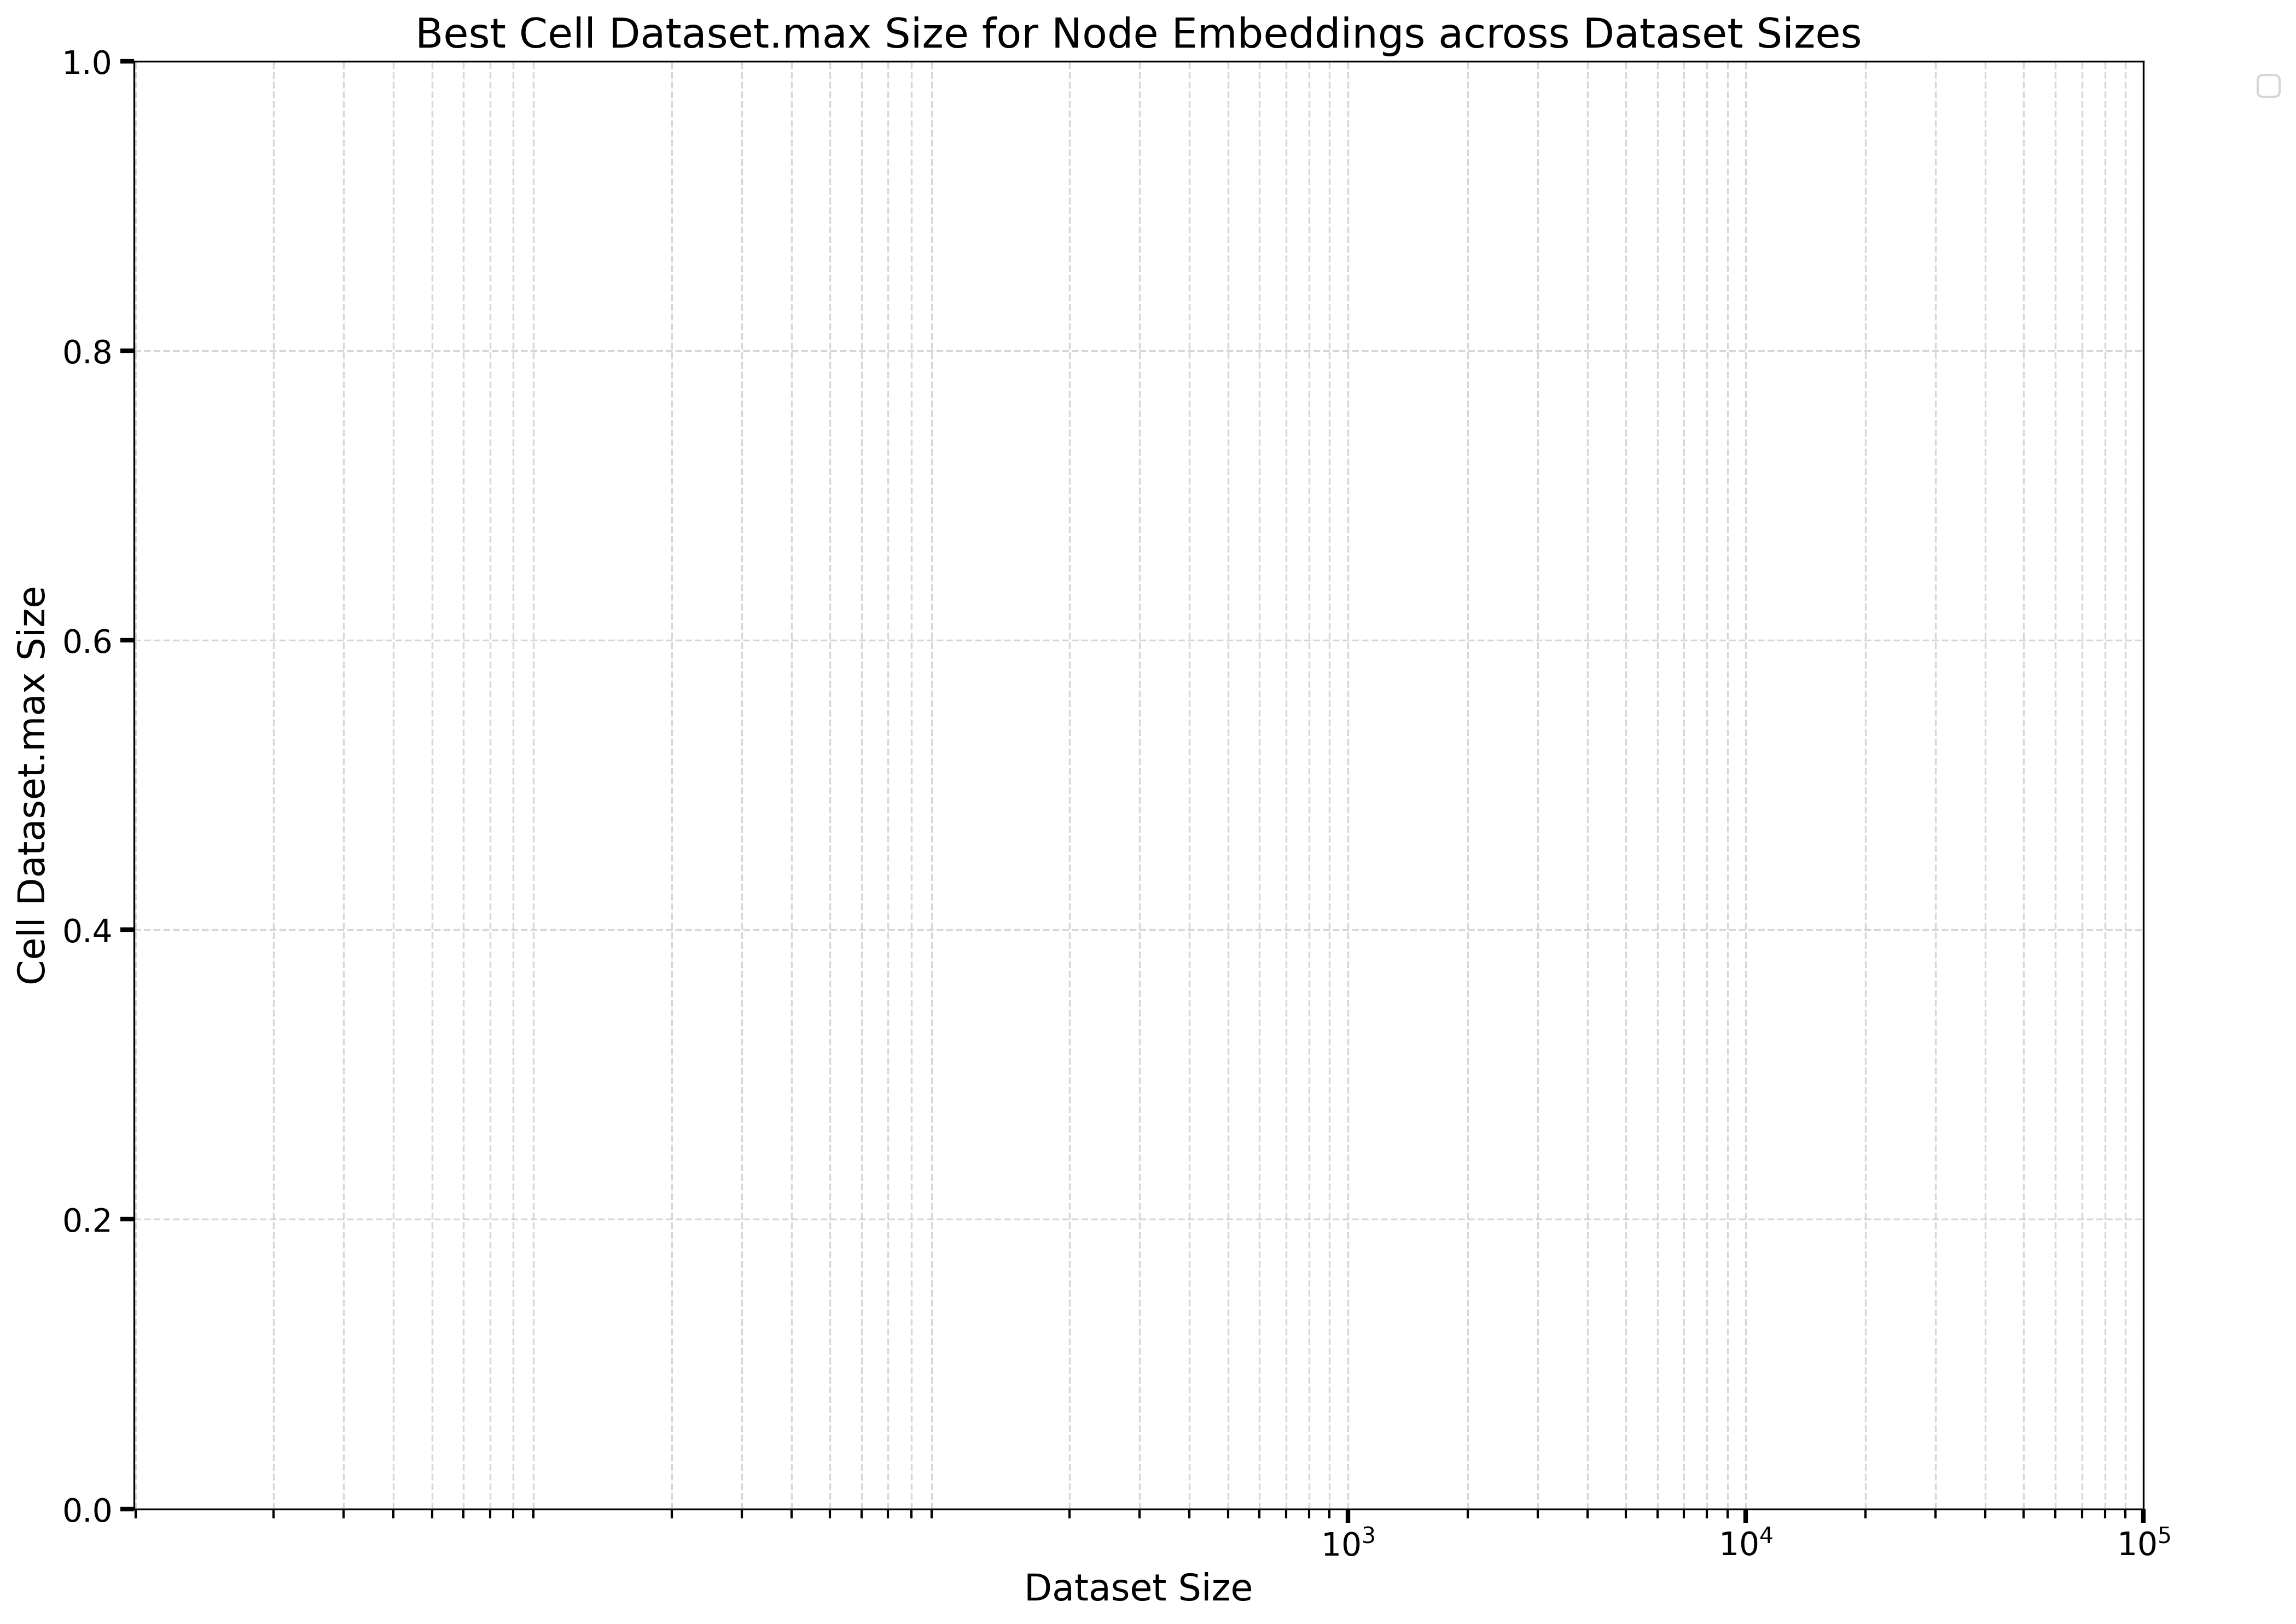 Best Cell Dataset.max Size for Node Embeddings across Dataset Sizes
1.0
0.8
0.6
0.4
0.2
0.0
Cell Dataset.max Size
10³ 10⁴ 10⁵
Dataset Size